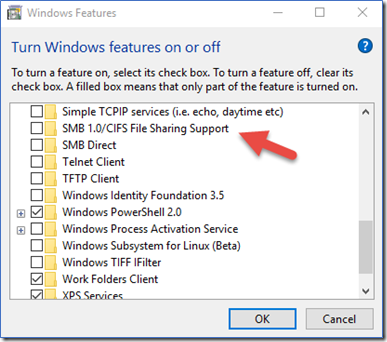 Windows Features
Turn Windows features on or off
To turn a feature on, select its check box. To turn a feature off, clear its
check box. A filled box means that only part of the feature is turned on.
Simple TCPIP services (i.e. echo, daytime etc)
SMB 1.0/CIFS File Sharing Support
SMB Direct
Telnet Client
TFTP Client
Windows Identity Foundation 3.5
Windows PowerShell 2.0
Windows Process Activation Service
Windows Subsystem for Linux (Beta)
Windows TIFF IFilter
Work Folders Client
XPS Services
OK
Cancel